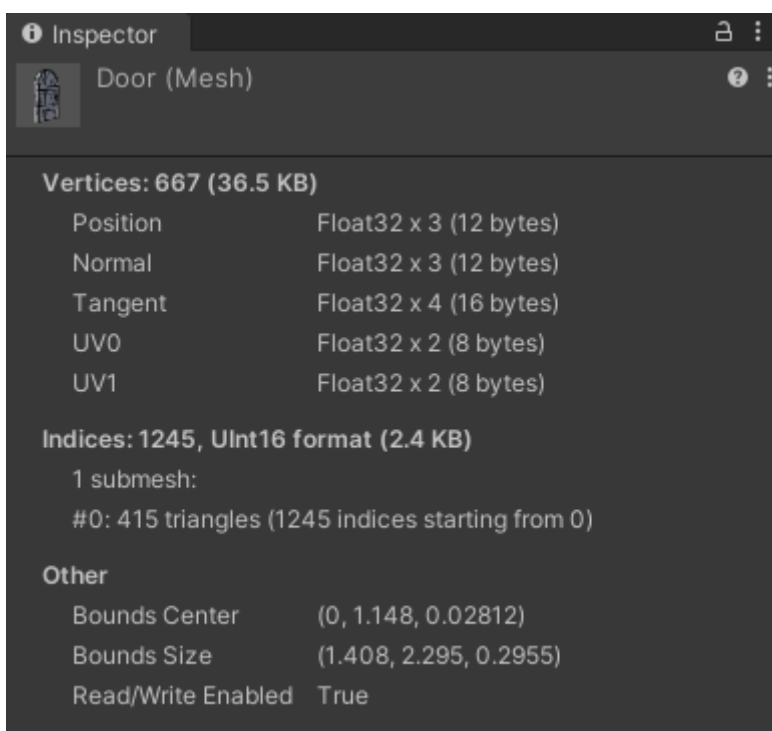 Inspector
Door (Mesh)
Vertices: 667 (36.5 KB)
Position Float32 x 3 (12 bytes)
Normal Float32 x 3 (12 bytes)
Tangent Float32 x 4 (16 bytes)
UV0 Float32 x 2 (8 bytes)
UV1 Float32 x 2 (8 bytes)
Indices: 1245, UInt16 format (2.4 KB)
1 submesh:
#0: 415 triangles (1245 indices starting from 0)
Other
Bounds Center (0, 1.148, 0.02812)
Bounds Size (1.408, 2.295, 0.2955)
Read/Write Enabled True